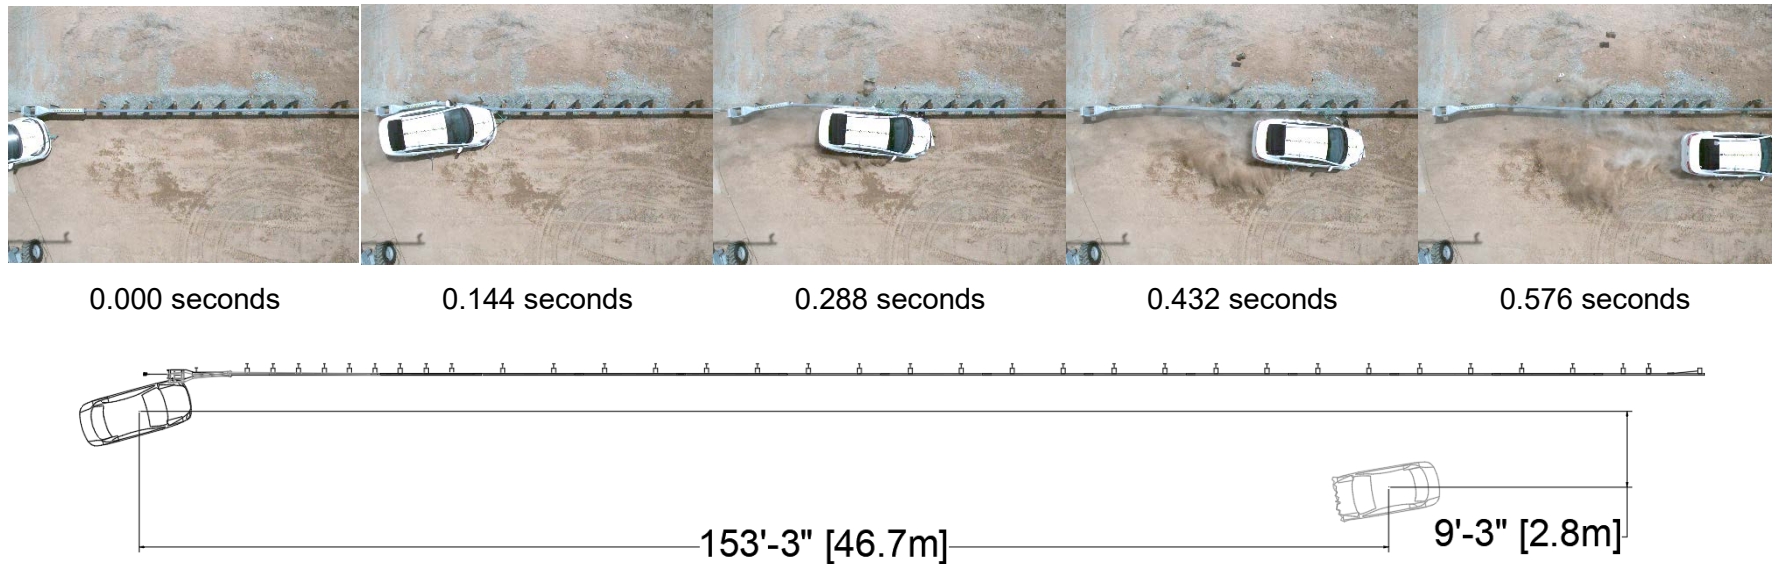 0.000 seconds
0.144 seconds
0.288 seconds
0.432 seconds
0.576 seconds
153'-3" [46.7m]
9'-3" [2.8m]